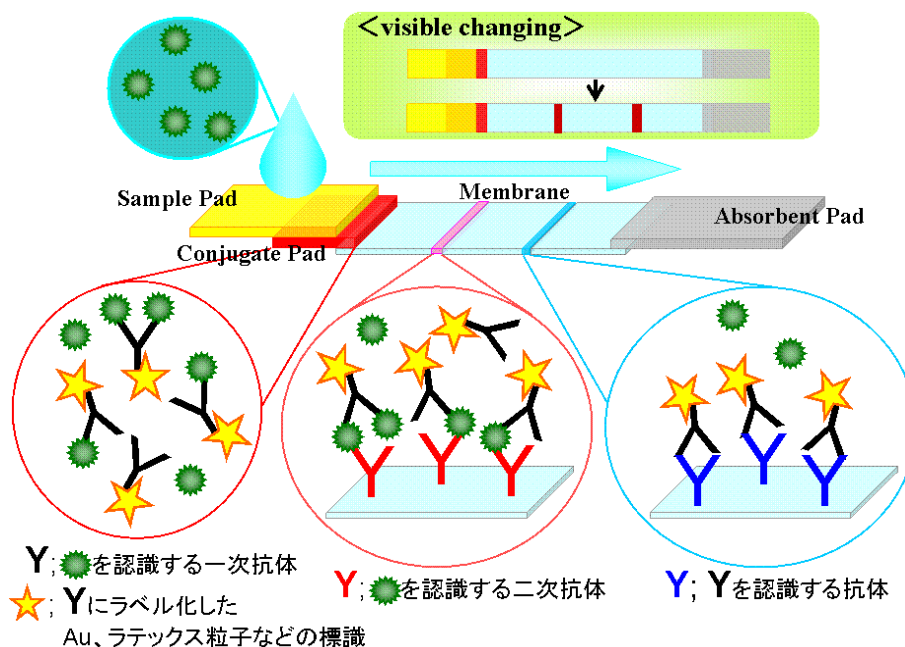 ＜visible changing＞
Sample Pad
Membrane
Absorbent Pad
Conjugate Pad
Y;を認識する一次抗体
; Yにラベル化した
Au、ラテックス粒子などの標識
Y;を認識する二次抗体
Y; Yを認識する抗体